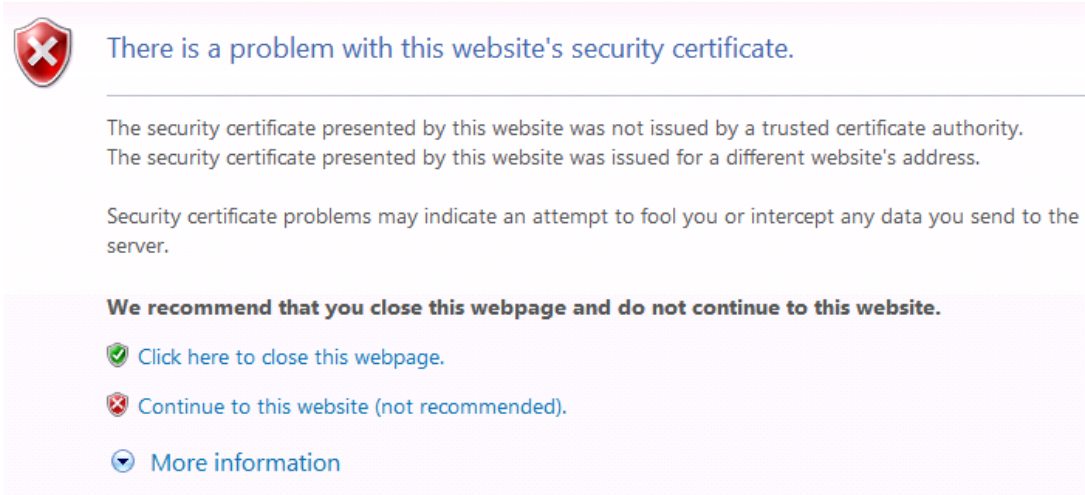 There is a problem with this website's security certificate.
The security certificate presented by this website was not issued by a trusted certificate authority.
The security certificate presented by this website was issued for a different website's address.
Security certificate problems may indicate an attempt to fool you or intercept any data you send to the
server.
We recommend that you close this webpage and do not continue to this website.
Click here to close this webpage.
Continue to this website (not recommended).
More information